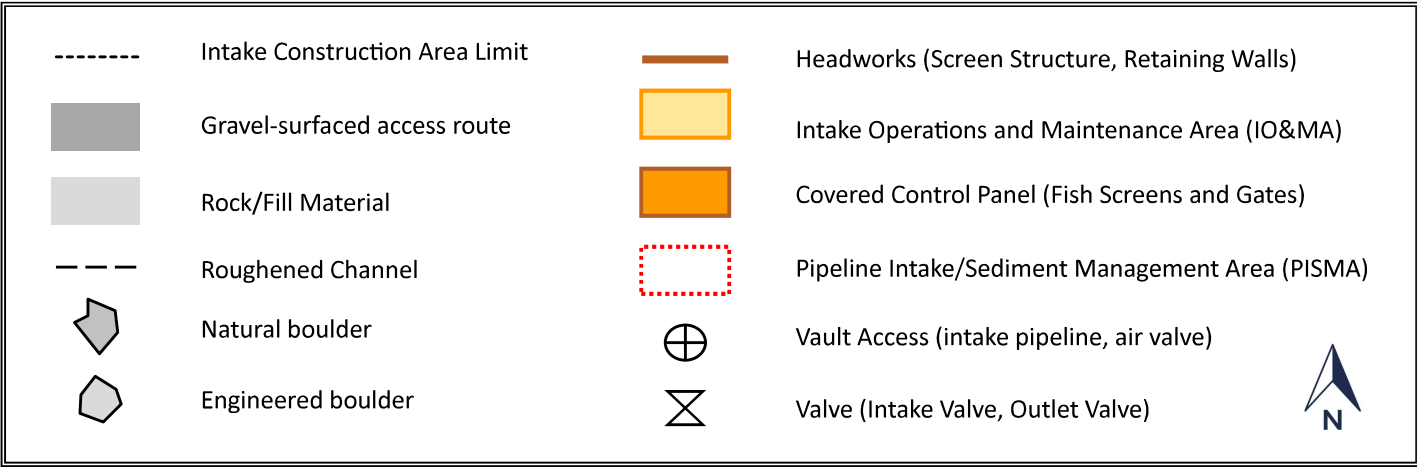 Intake Construction Area Limit
Gravel-surfaced access route
Rock/Fill Material
Roughened Channel
Natural boulder
Engineered boulder
Headworks (Screen Structure, Retaining Walls)
Intake Operations and Maintenance Area (IO&MA)
Covered Control Panel (Fish Screens and Gates)
Pipeline Intake/Sediment Management Area (PISMA)
Vault Access (intake pipeline, air valve)
Valve (Intake Valve, Outlet Valve)
N